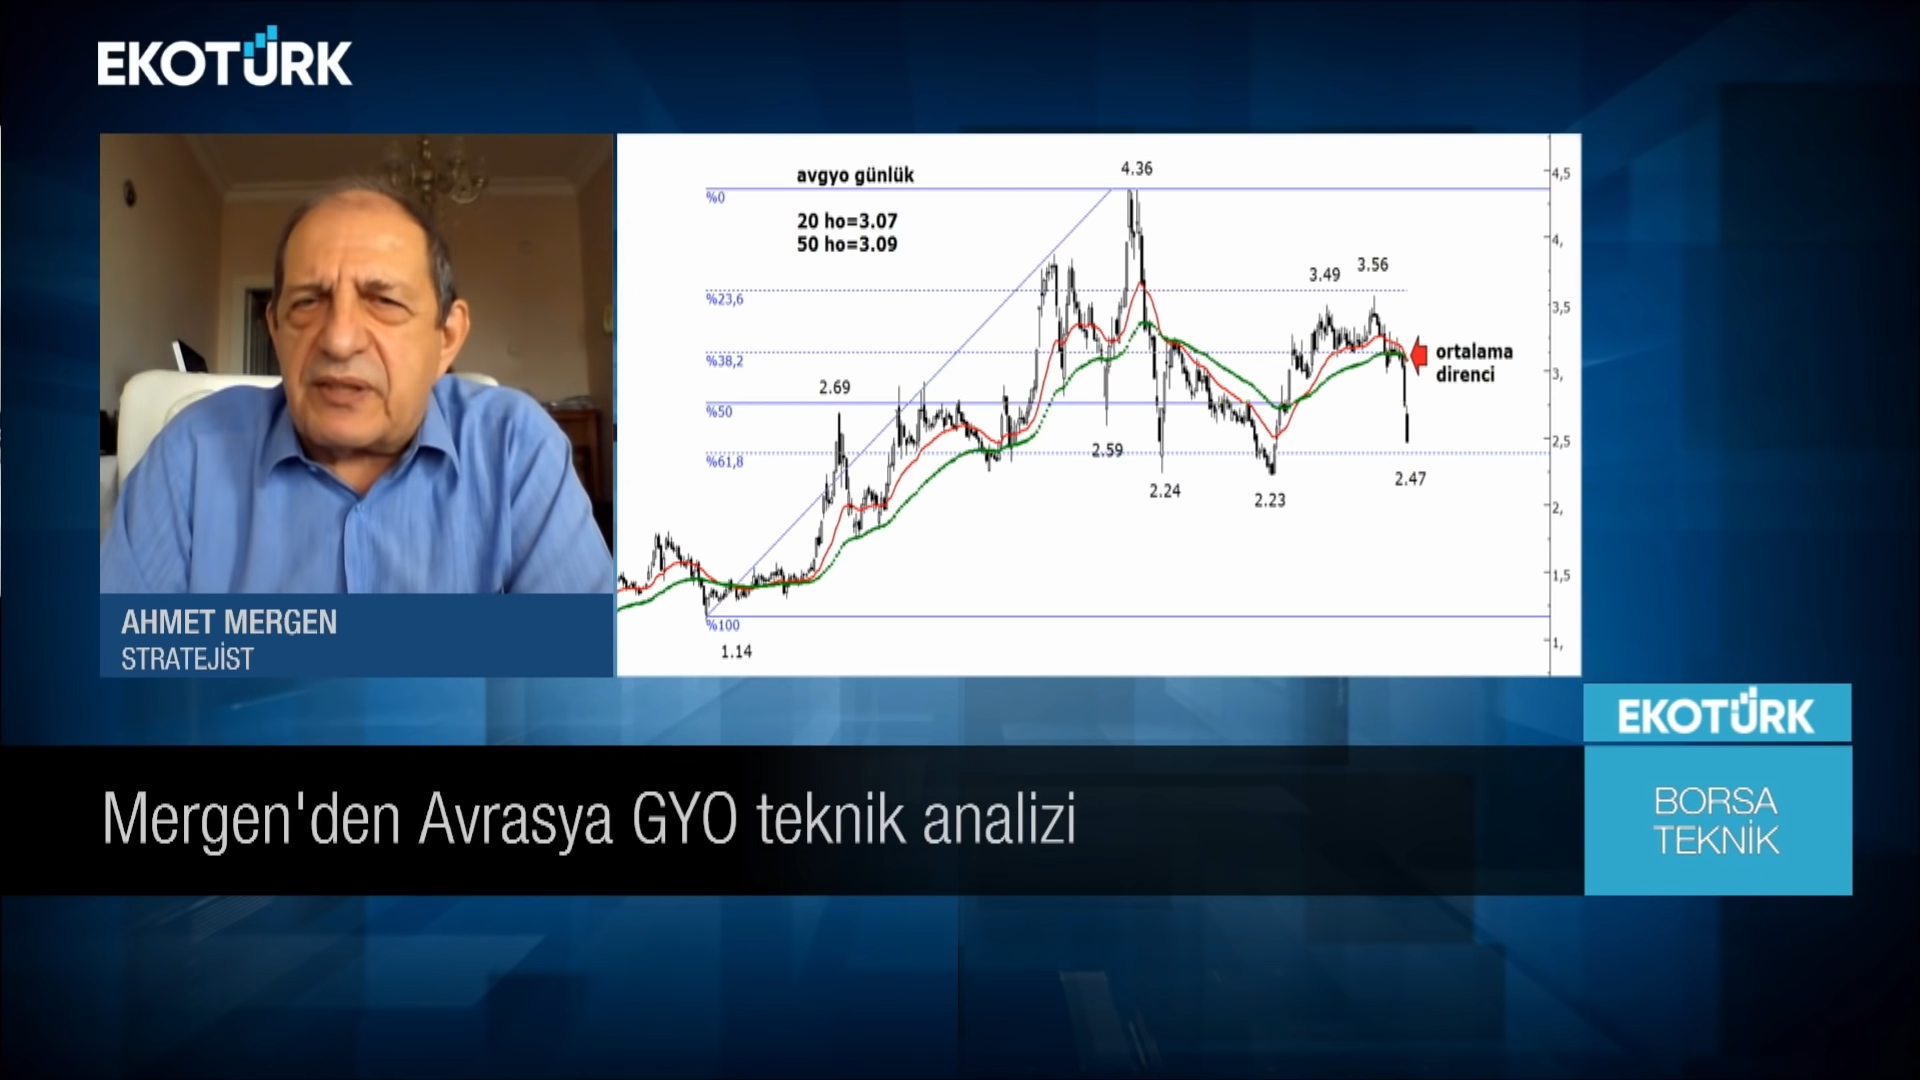 EKOTÜRK
avgyo günlük
20 ho=3.07
50 ho=3.09
%0
%23,6
%38,2
%50
%61,8
%100
4.36
3.49
3.56
2.69
2.59
2.24
2.23
2.47
1.14
ortalama
direnci
4,5
4,
3,5
3,
2,5
2,
1,5
1,
AHMET MERGEN
STRATEJİST
EKOTÜRK
Mergen'den Avrasya GYO teknik analizi
BORSA
TEKNİK